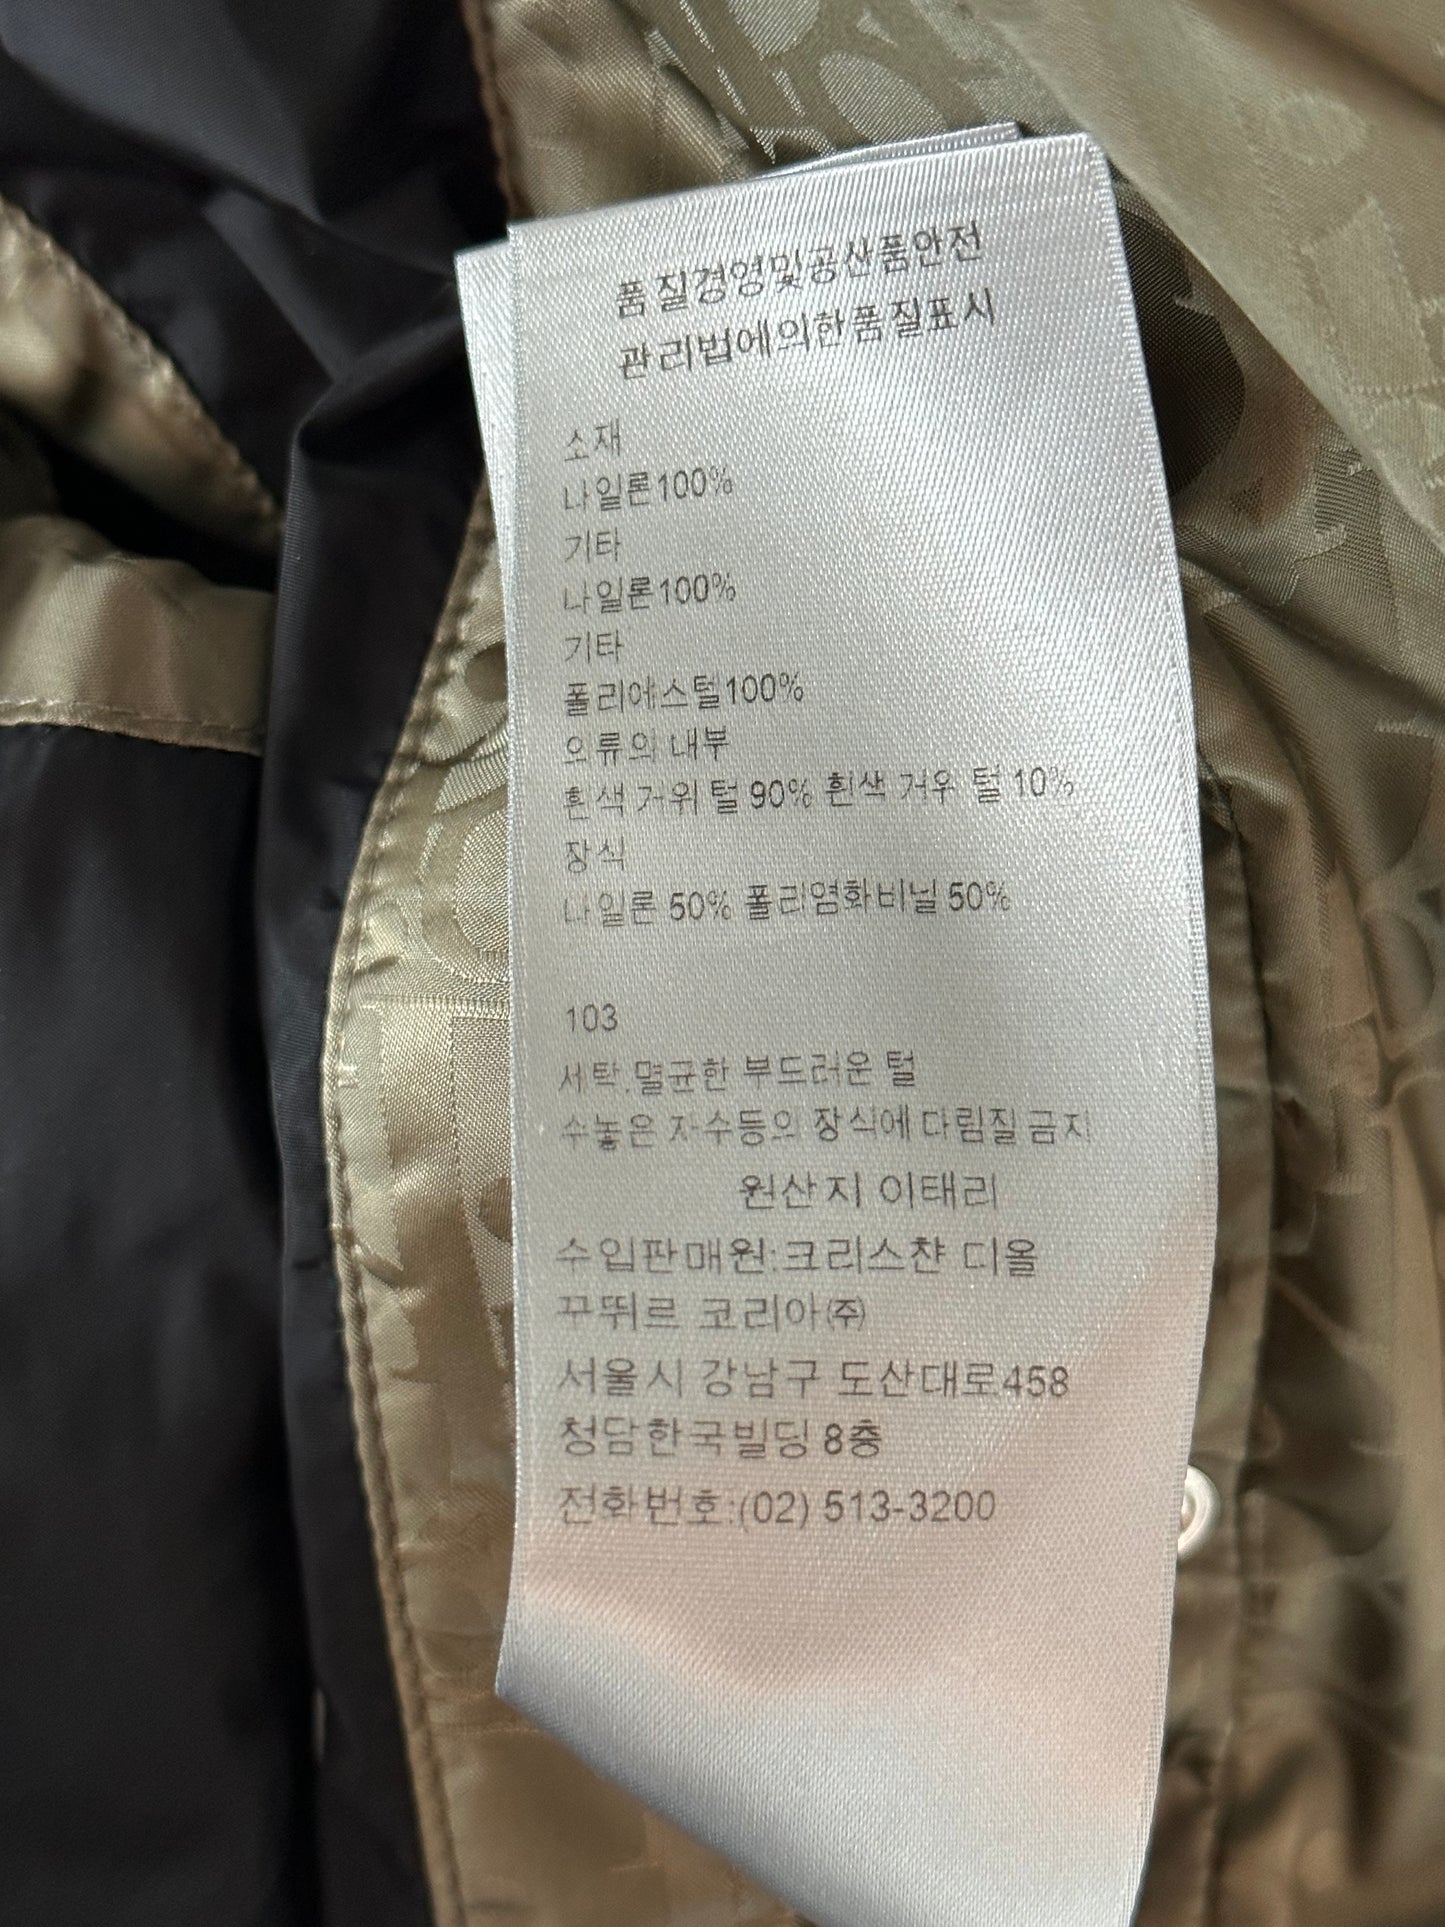 품질경영및공산품안전
관리법에의한품질표시
소재
나일론100%
기타
나일론100%
기타
폴리에스털100%
의류의 내부
흰색 거위 털 90% 흰색 거우 털 10%
장식
나일론 50% 폴리염화비닐 50%
103
세탁.멸균한 부드러운 털
수놓은 자수등의 장식에 다림질 금지
원산지 이태리
수입판매원:크리스챤 디올
꾸뛰르 코리아㈜
서울시 강남구 도산대로458
청담한국빌딩 8층
전화번호:(02) 513-3200